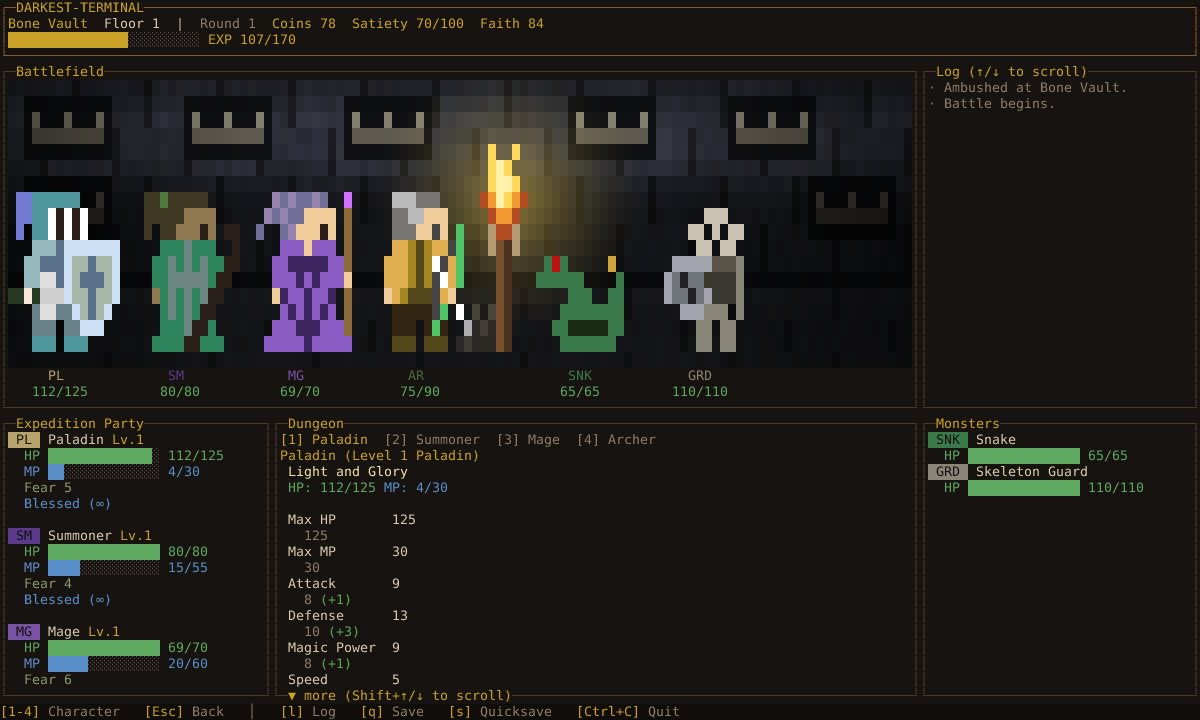 DARKEST-TERMINAL
Bone Vault  Floor 1  |  Round 1  Coins 78  Satiety 70/100  Faith 84
EXP 107/170
Battlefield
PL SM MG AR SNK GRD
112/125 80/80 69/70 75/90 65/65 110/110
Log (↑/↓ to scroll)
· Ambushed at Bone Vault.
· Battle begins.
Expedition Party
PL Paladin Lv.1
HP 112/125
MP 4/30
Fear 5
Blessed (∞)
SM Summoner Lv.1
HP 80/80
MP 15/55
Fear 4
Blessed (∞)
MG Mage Lv.1
HP 69/70
MP 20/60
Fear 6
Dungeon
[1] Paladin  [2] Summoner  [3] Mage  [4] Archer
Paladin (Level 1 Paladin)
Light and Glory
HP: 112/125 MP: 4/30
Max HP 125
125
Max MP 30
30
Attack 9
8 (+1)
Defense 13
10 (+3)
Magic Power 9
8 (+1)
Speed 5
▼ more (Shift+↑/↓ to scroll)
Monsters
SNK Snake
HP 65/65
GRD Skeleton Guard
HP 110/110
[1-4] Character  [Esc] Back  │  [l] Log  [q] Save  [s] Quicksave  [Ctrl+C] Quit